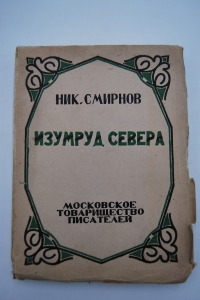 НИК. СМИРНОВ
ИЗУМРУД СЕВЕРА
МОСКОВСКОЕ
ТОВАРИЩЕСТВО
ПИСАТЕЛЕЙ